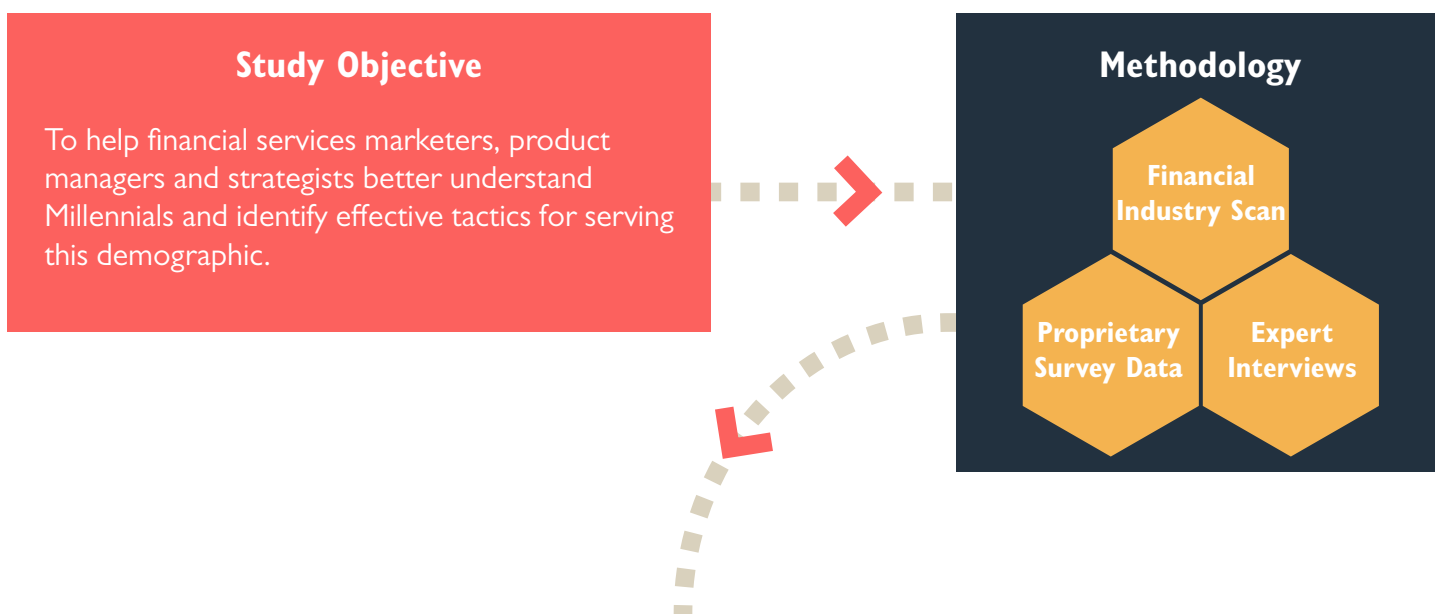 Study Objective
To help financial services marketers, product
managers and strategists better understand
Millennials and identify effective tactics for serving
this demographic.
Methodology
Financial
Industry Scan
Proprietary
Survey Data
Expert
Interviews